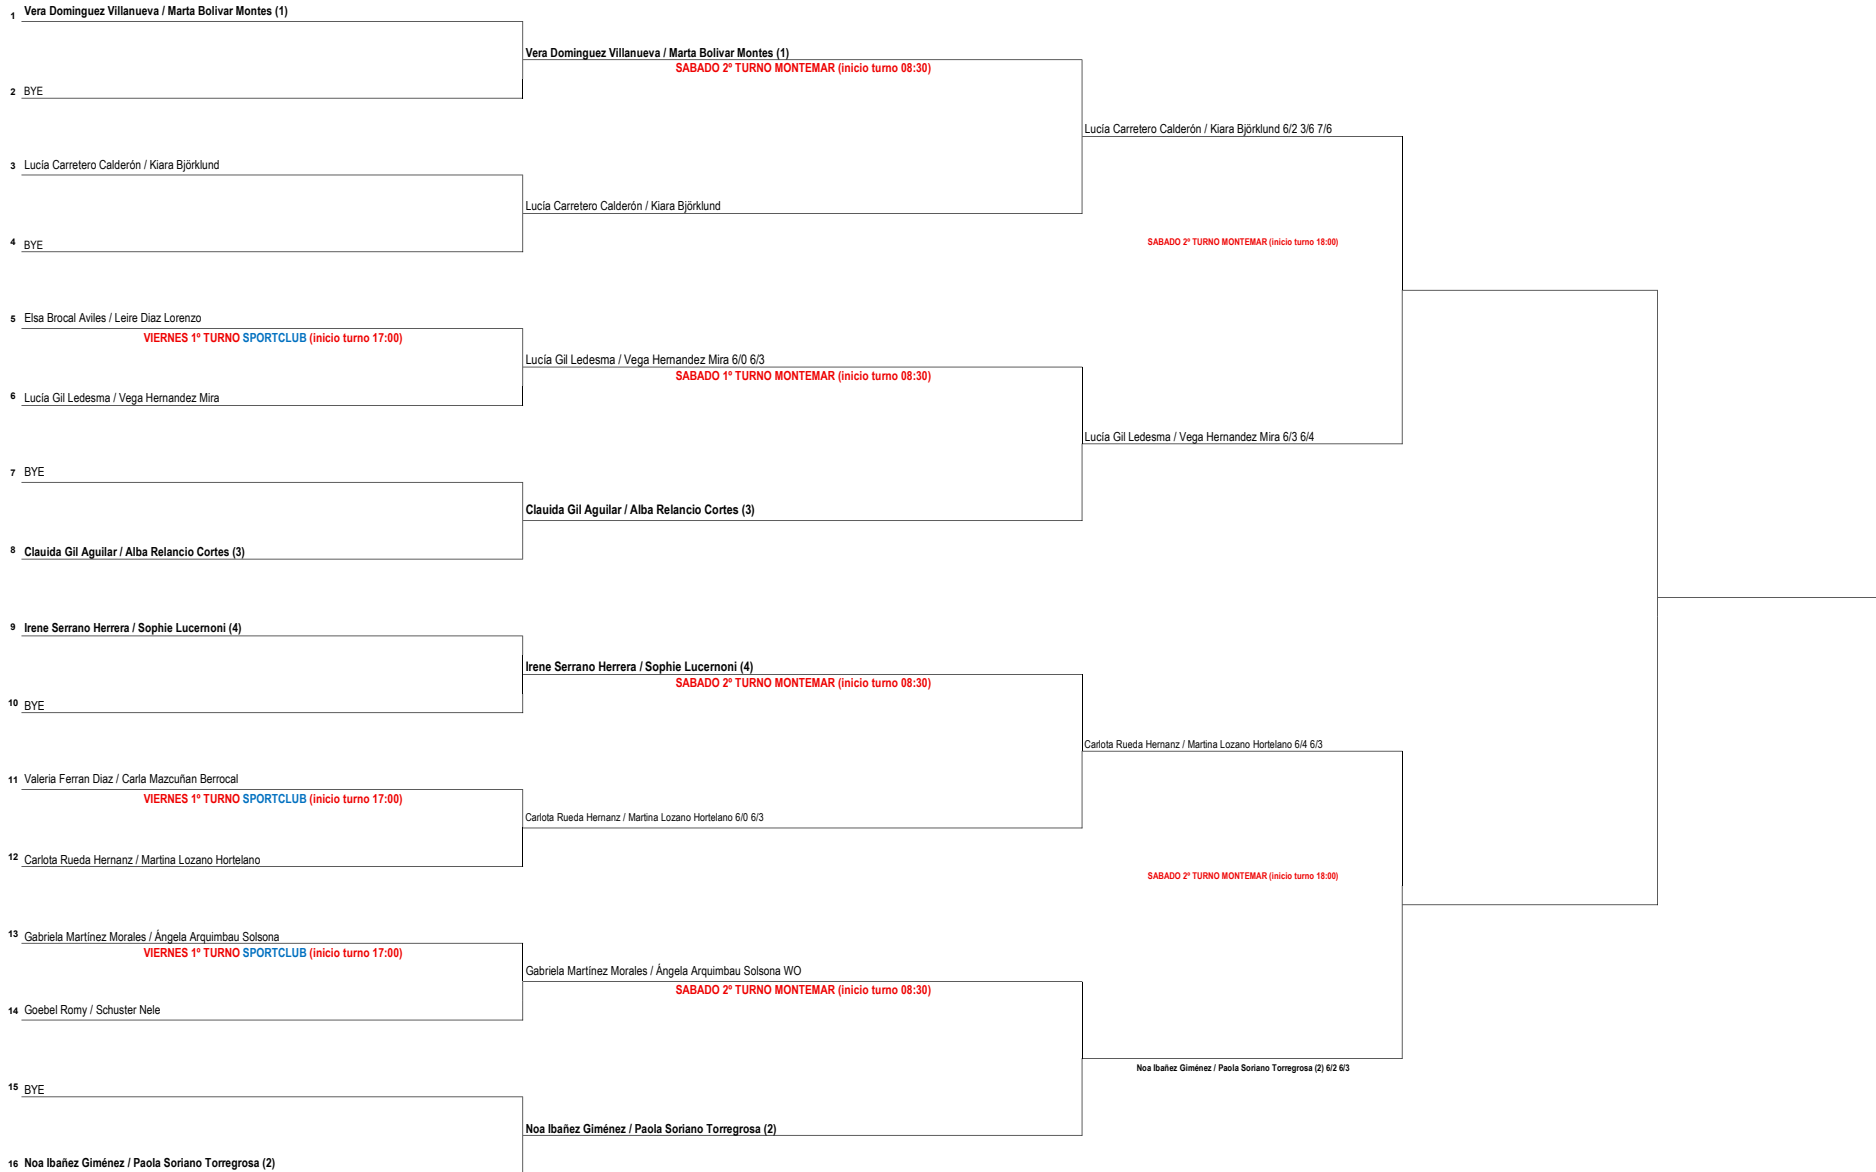 1 Vera Dominguez Villanueva / Marta Bolivar Montes (1)
Vera Dominguez Villanueva / Marta Bolivar Montes (1)
SABADO 2º TURNO MONTEMAR (inicio turno 08:30)
2 BYE
Lucía Carretero Calderón / Kiara Björklund 6/2 3/6 7/6
3 Lucía Carretero Calderón / Kiara Björklund
Lucía Carretero Calderón / Kiara Björklund
4 BYE
SABADO 2º TURNO MONTEMAR (inicio turno 18:00)
5 Elsa Brocal Aviles / Leire Diaz Lorenzo
VIERNES 1º TURNO SPORTCLUB (inicio turno 17:00)
Lucía Gil Ledesma / Vega Hernandez Mira 6/0 6/3
SABADO 1º TURNO MONTEMAR (inicio turno 08:30)
6 Lucía Gil Ledesma / Vega Hernandez Mira
Lucía Gil Ledesma / Vega Hernandez Mira 6/3 6/4
7 BYE
Clauida Gil Aguilar / Alba Relancio Cortes (3)
8 Clauida Gil Aguilar / Alba Relancio Cortes (3)
9 Irene Serrano Herrera / Sophie Lucernoni (4)
Irene Serrano Herrera / Sophie Lucernoni (4)
SABADO 2º TURNO MONTEMAR (inicio turno 08:30)
10 BYE
Carlota Rueda Hernanz / Martina Lozano Hortelano 6/4 6/3
11 Valeria Ferran Diaz / Carla Mazcuñan Berrocal
VIERNES 1º TURNO SPORTCLUB (inicio turno 17:00)
Carlota Rueda Hernanz / Martina Lozano Hortelano 6/0 6/3
12 Carlota Rueda Hernanz / Martina Lozano Hortelano
SABADO 2º TURNO MONTEMAR (inicio turno 18:00)
13 Gabriela Martínez Morales / Ángela Arquimbau Solsona
VIERNES 1º TURNO SPORTCLUB (inicio turno 17:00)
Gabriela Martínez Morales / Ángela Arquimbau Solsona WO
SABADO 2º TURNO MONTEMAR (inicio turno 08:30)
14 Goebel Romy / Schuster Nele
Noa Ibañez Giménez / Paola Soriano Torregrosa (2) 6/2 6/3
15 BYE
Noa Ibañez Giménez / Paola Soriano Torregrosa (2)
16 Noa Ibañez Giménez / Paola Soriano Torregrosa (2)